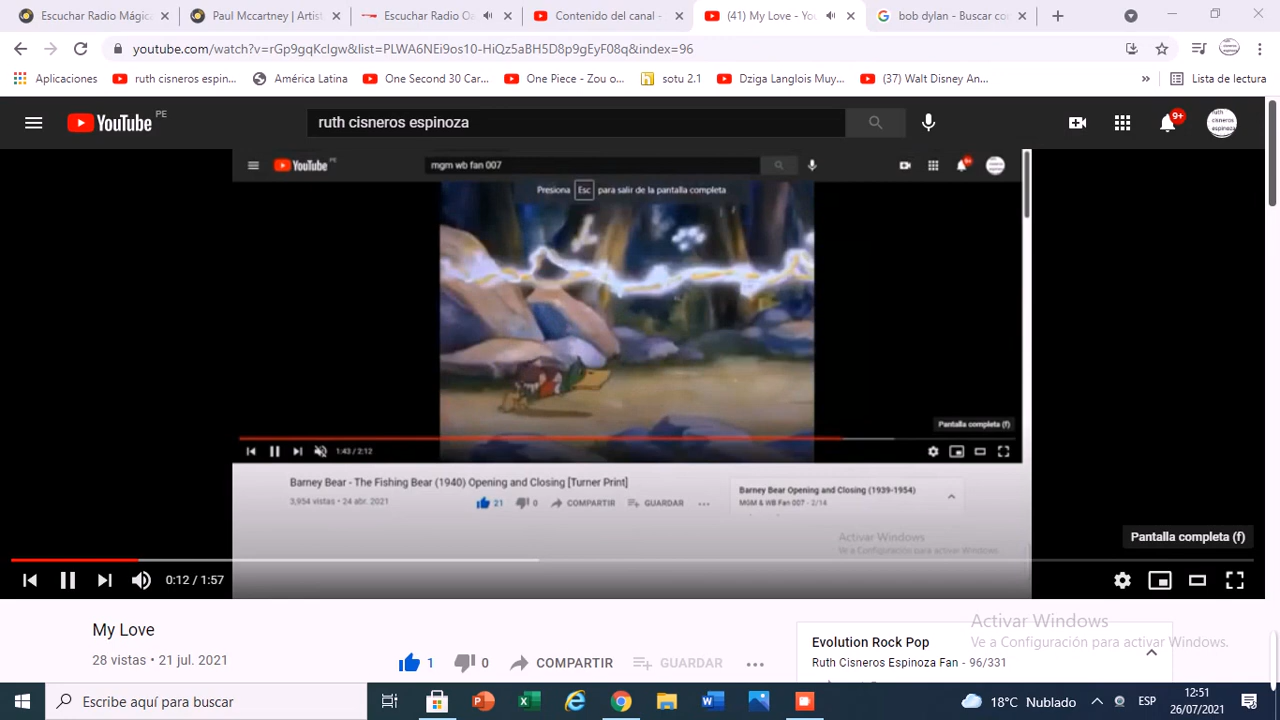 Escuchar Radio Mágica
Paul Mccartney | Artist
Escuchar Radio Oa
Contenido del canal -
(41) My Love - You
bob dylan - Buscar con
youtube.com/watch?v=rGp9gqKclgw&list=PLWA6NEi9os10-HiQz5a8H5D8p9gEyF08q&index=96
Aplicaciones
ruth cisneros espin...
América Latina
One Second 30 Car...
One Piece - Zou o...
sotu 2.1
Dziga Langlois Muy...
(37) Walt Disney An...
»
Lista de lectura
YouTube PE
ruth cisneros espinoza
9+
ruth cisneros espinoza
YouTube
mgm wb fan 007
Presiona Esc para salir de la pantalla completa
Pantalla completa (f)
1:43 / 2:12
Barney Bear - The Fishing Bear (1940) Opening and Closing [Turner Print]
3,954 vistas • 24 abr. 2021
21
0
COMPARTIR
GUARDAR
Barney Bear Opening and Closing (1939-1954)
MGM & WB Fan 007 - 2/14
Activar Windows
Ve a Configuración para activar Windows.
Pantalla completa (f)
0:12 / 1:57
My Love
28 vistas • 21 jul. 2021
1
0
COMPARTIR
GUARDAR
Evolution Rock Pop
Ruth Cisneros Espinoza Fan - 96/331
Activar Windows
Ve a Configuración para activar Windows.
Escribe aquí para buscar
18°C Nublado
ESP
12:51
26/07/2021